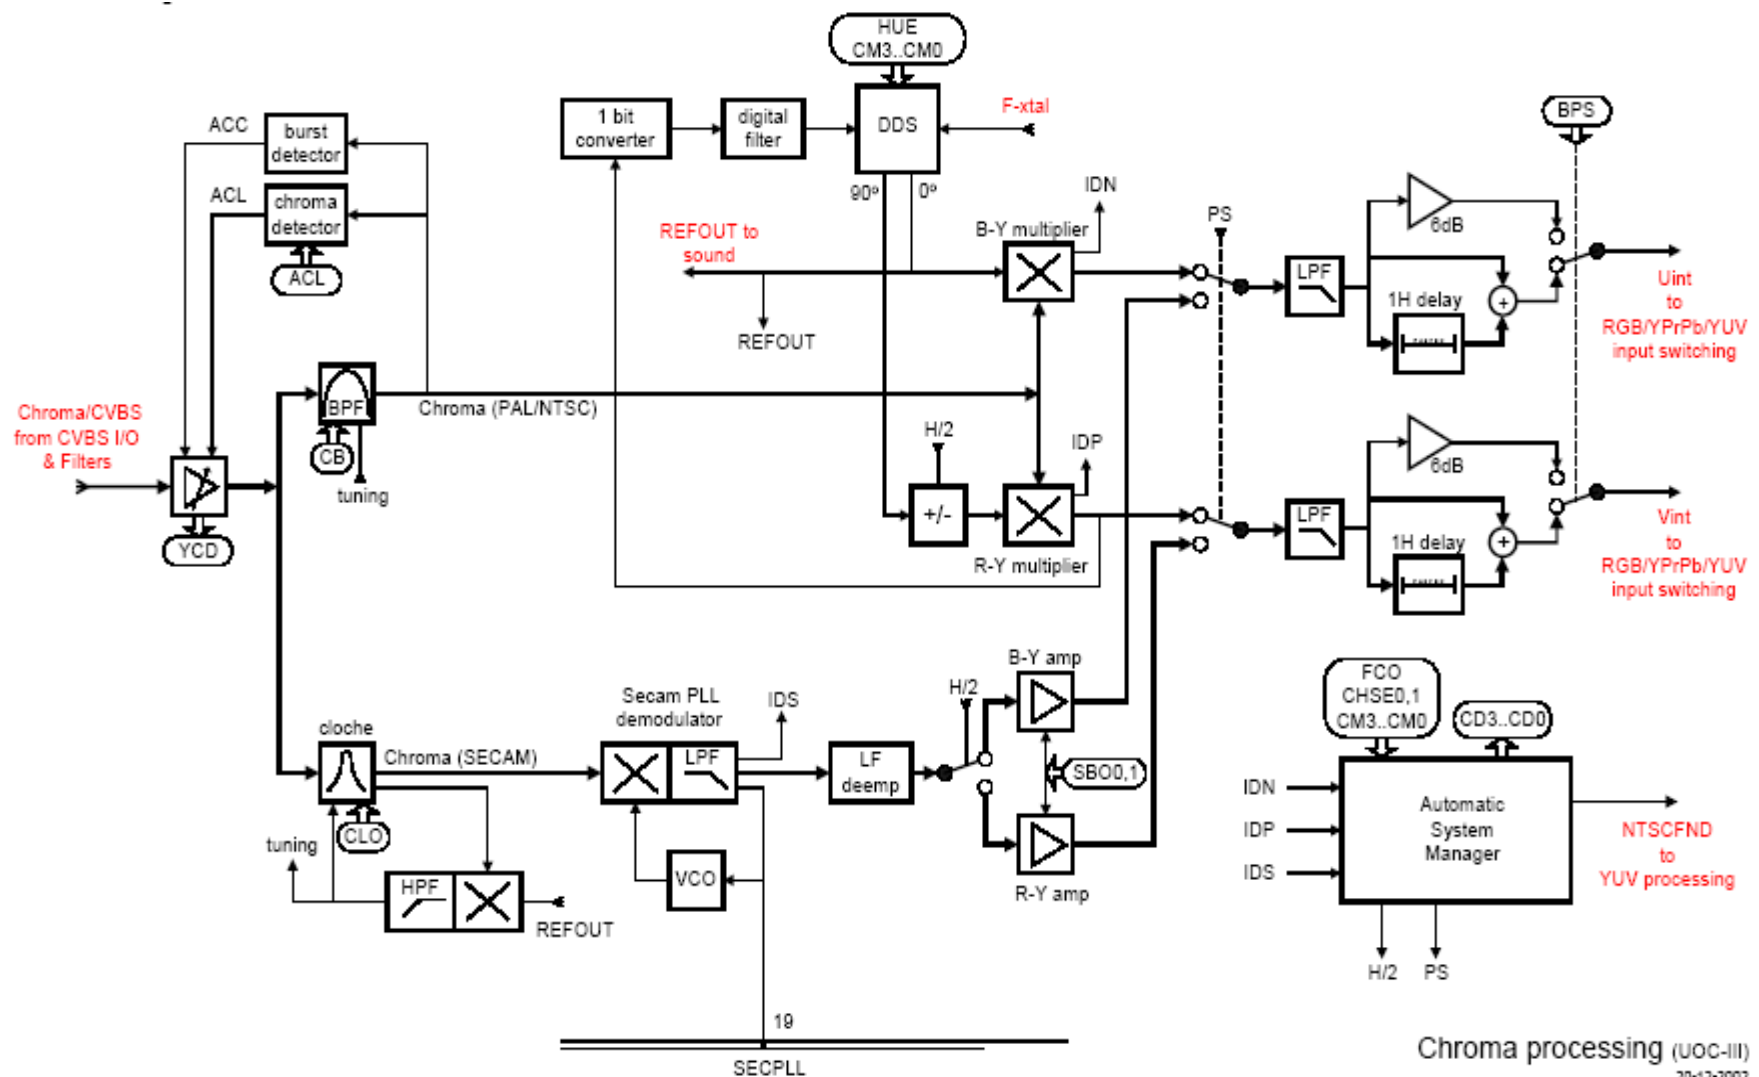 HUE
CM3..CM0
1 bit
converter
digital
filter
DDS
F-xtal
BPS
ACC
burst
detector
ACL
chroma
detector
ACL
90º
0º
IDN
PS
REFOUT to
sound
B-Y multiplier
REFOUT
LPF
6dB
1H delay
+
Uint
to
RGB/YPrPb/YUV
input switching
Chroma/CVBS
from CVBS I/O
& Filters
BPF
CB
tuning
Chroma (PAL/NTSC)
YCD
H/2
IDP
+/-
R-Y multiplier
LPF
6dB
1H delay
+
Vint
to
RGB/YPrPb/YUV
input switching
cloche
Chroma (SECAM)
CLO
tuning
HPF
REFOUT
Secam PLL
demodulator
LPF
IDS
VCO
LF
deemp
H/2
B-Y amp
SBO0,1
R-Y amp
19
SECPLL
FCO
CHSE0,1
CM3..CM0
CD3..CD0
IDN
IDP
IDS
Automatic
System
Manager
NTSCFND
to
YUV processing
H/2
PS
Chroma processing (UOC-III)